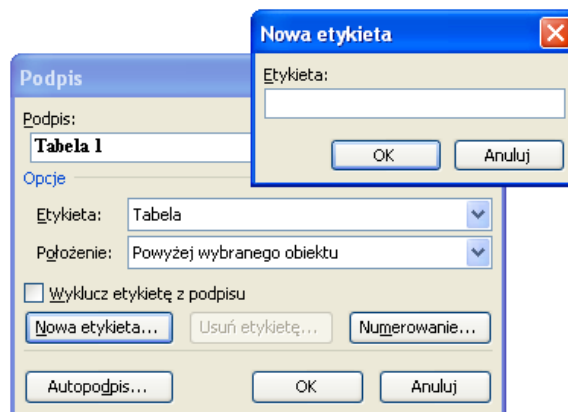 Nowa etykieta
Etykieta:
OK Anuluj
Podpis
Podpis:
Tabela 1
Opcje
Etykieta: Tabela
Położenie: Powyżej wybranego obiektu
Wyklucz etykietę z podpisu
Nowa etykieta... Usuń etykietę... Numerowanie...
Autopodpis... OK Anuluj